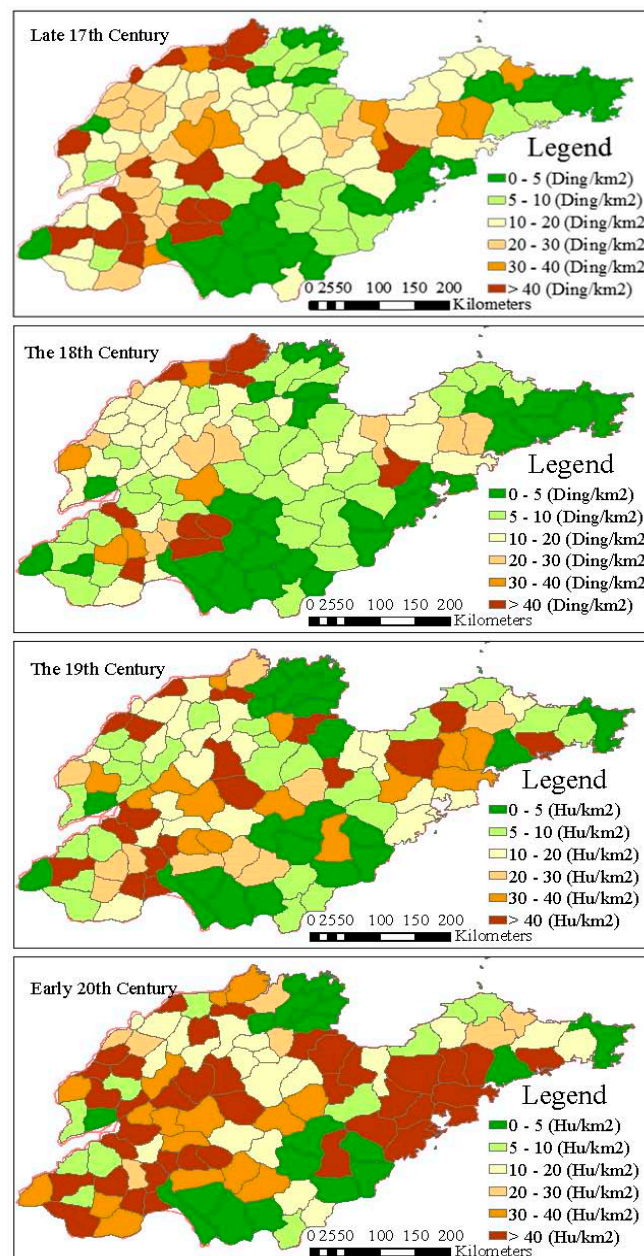 Late 17th Century
Legend
0 - 5 (Ding/km2)
5 - 10 (Ding/km2)
10 - 20 (Ding/km2)
20 - 30 (Ding/km2)
30 - 40 (Ding/km2)
> 40 (Ding/km2)
0 2550 100 150 200
Kilometers
The 18th Century
Legend
0 - 5 (Ding/km2)
5 - 10 (Ding/km2)
10 - 20 (Ding/km2)
20 - 30 (Ding/km2)
30 - 40 (Ding/km2)
> 40 (Ding/km2)
0 2550 100 150 200
Kilometers
The 19th Century
Legend
0 - 5 (Hu/km2)
5 - 10 (Hu/km2)
10 - 20 (Hu/km2)
20 - 30 (Hu/km2)
30 - 40 (Hu/km2)
> 40 (Hu/km2)
0 2550 100 150 200
Kilometers
Early 20th Century
Legend
0 - 5 (Hu/km2)
5 - 10 (Hu/km2)
10 - 20 (Hu/km2)
20 - 30 (Hu/km2)
30 - 40 (Hu/km2)
> 40 (Hu/km2)
0 2550 100 150 200
Kilometers